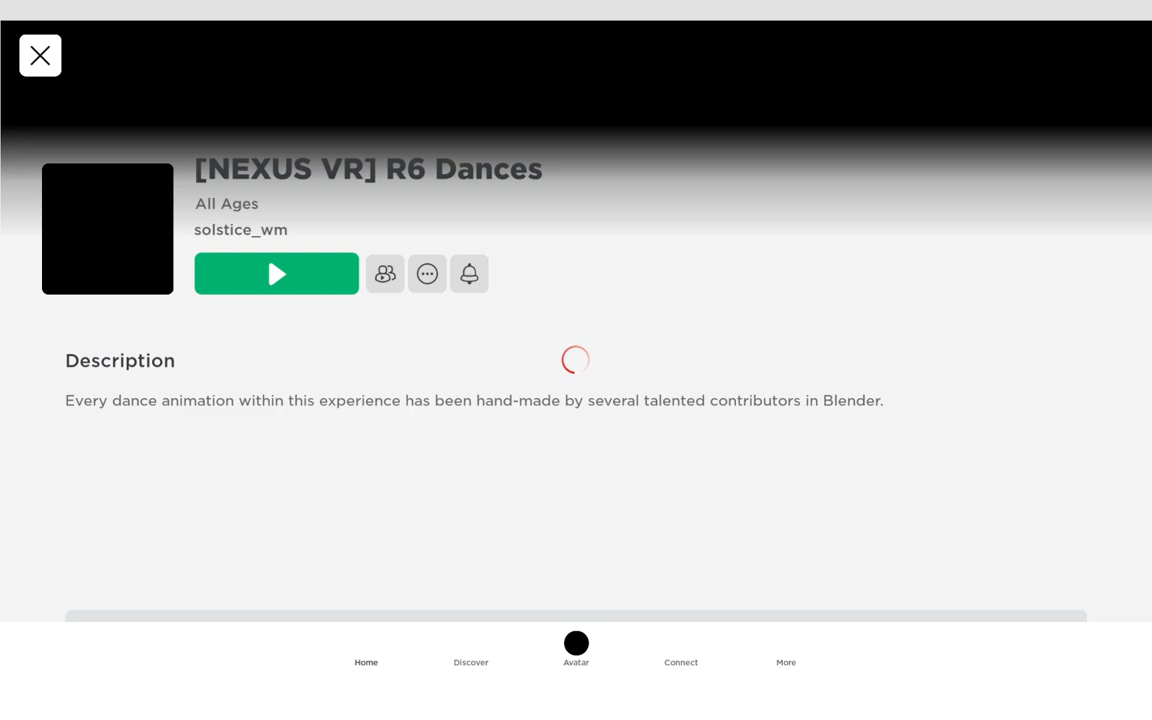 [NEXUS VR] R6 Dances
All Ages
solstice_wm
Description
Every dance animation within this experience has been hand-made by several talented contributors in Blender.
Home
Discover
Avatar
Connect
More